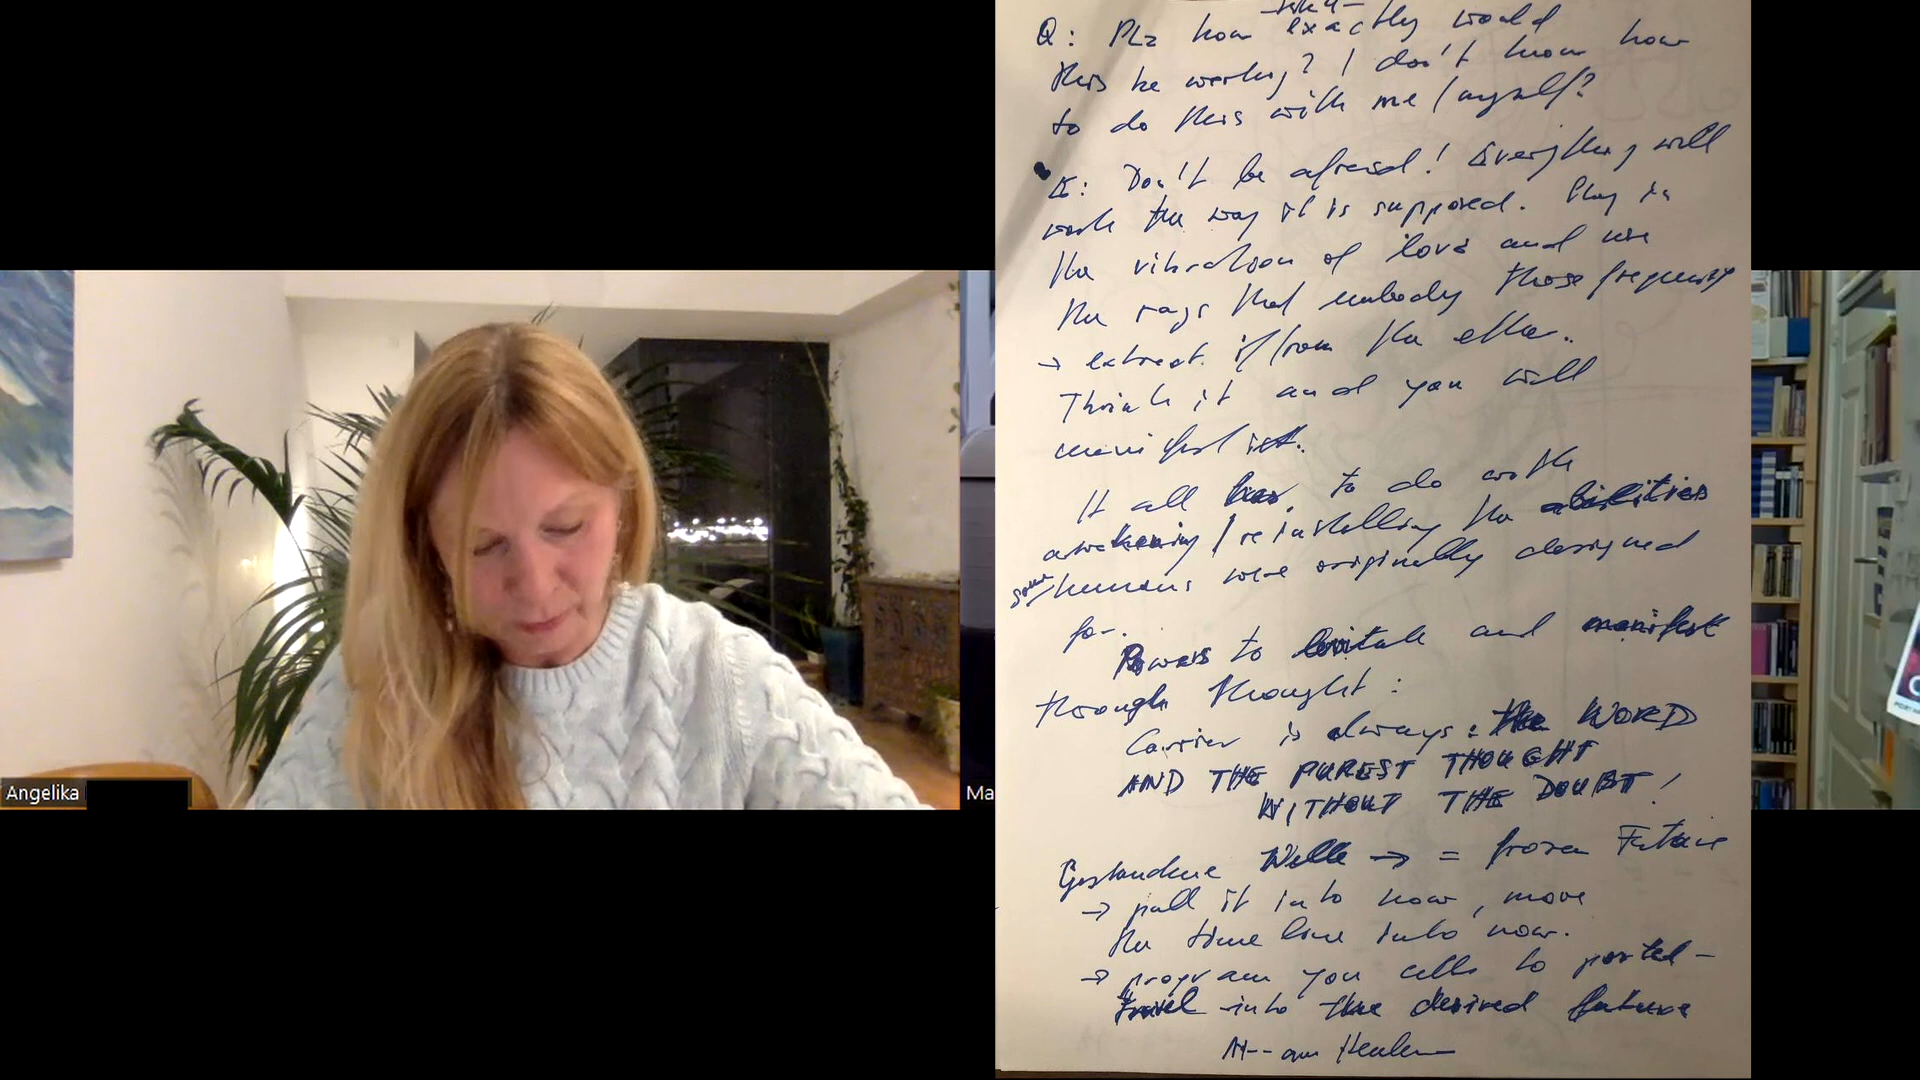 Angelika
Ma
Q: PLz how exactly would
this be working? I don't know how
to do this with me / myself?
E: Don't be afraid! Everything will
work the way it is supposed. Stay in
the vibration of love and use
the rays that embody those frequency
→ extract it from the ether.
Think it and you will
manifest it.
It all has to do with
awakening / reinstalling the abilities
some humans were originally designed
for.
Powers to levitate and manifest
through thought:
Carrier is always: the WORD
AND THE PUREST THOUGHT
WITHOUT THE DOUBT!
Gestandene Welle → = frozen Future
→ pull it into now, move
the time line into now.
→ program you cells to portal-
travel into the desired future